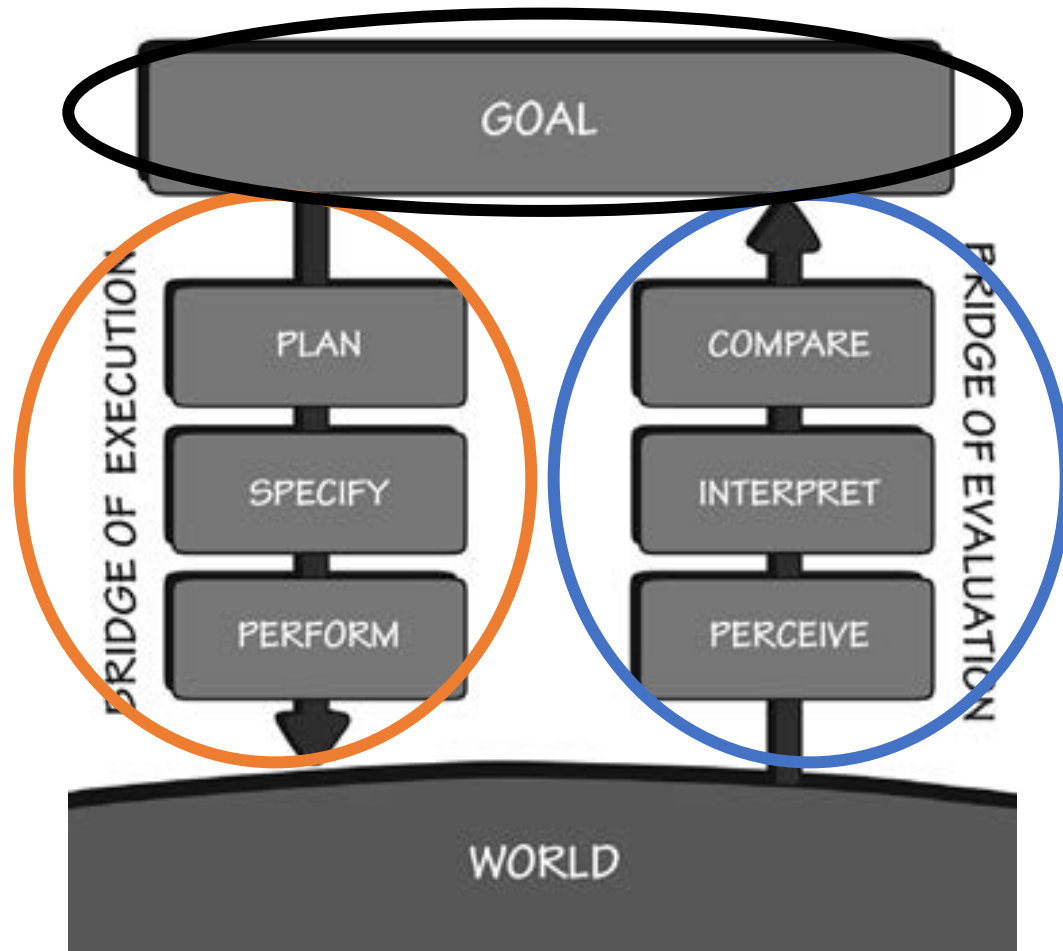 GOAL
BRIDGE OF EXECUTION
PLAN
SPECIFY
PERFORM
COMPARE
INTERPRET
PERCEIVE
BRIDGE OF EVALUATION
WORLD